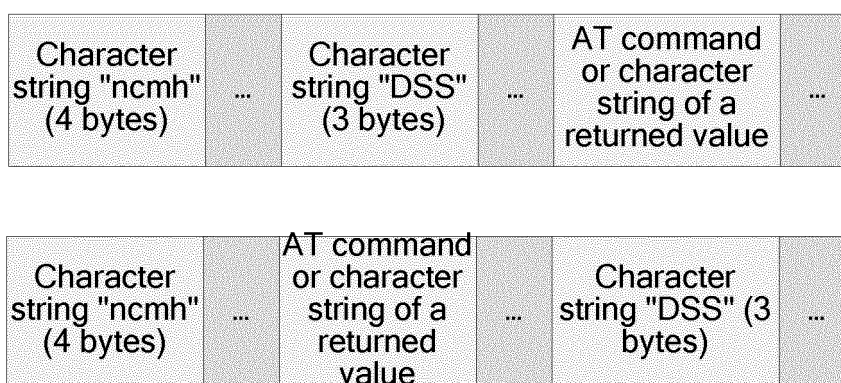 Character
string "ncmh"
(4 bytes)
...
Character
string "DSS"
(3 bytes)
...
AT command
or character
string of a
returned value
...
Character
string "ncmh"
(4 bytes)
...
AT command
or character
string of a
returned
value
...
Character
string "DSS" (3
bytes)
...